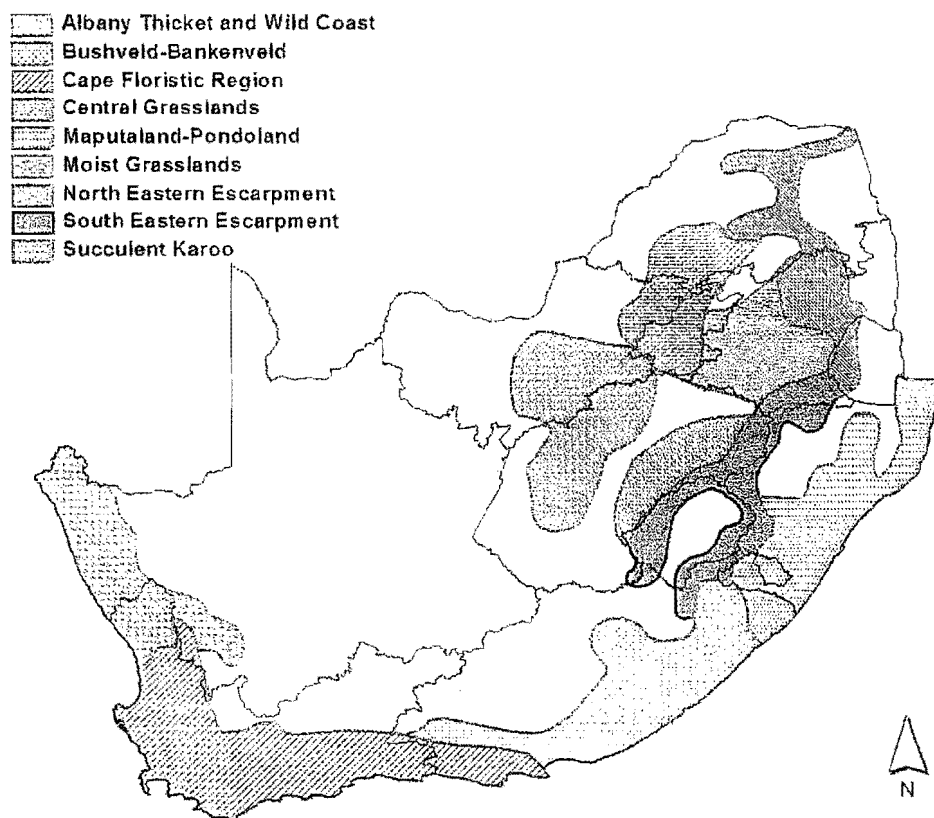 Albany Thicket and Wild Coast
Bushveld-Bankenveld
Cape Floristic Region
Central Grasslands
Maputaland-Pondoland
Moist Grasslands
North Eastern Escarpment
South Eastern Escarpment
Succulent Karoo
N